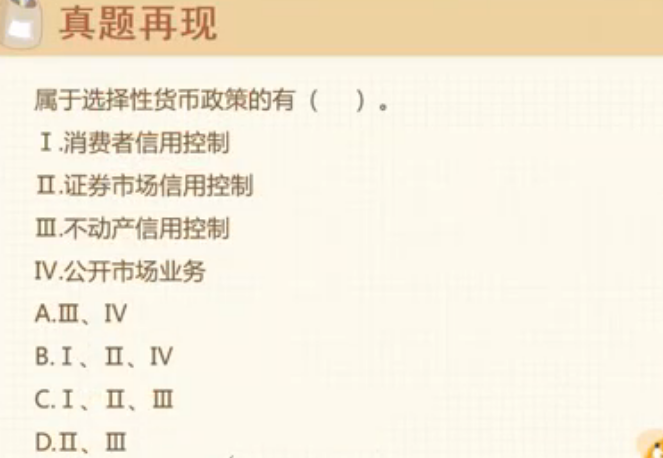 真题再现
属于选择性货币政策的有（　）。
Ⅰ.消费者信用控制
Ⅱ.证券市场信用控制
Ⅲ.不动产信用控制
Ⅳ.公开市场业务
A.Ⅲ、Ⅳ
B.Ⅰ、Ⅱ、Ⅳ
C.Ⅰ、Ⅱ、Ⅲ
D.Ⅱ、Ⅲ